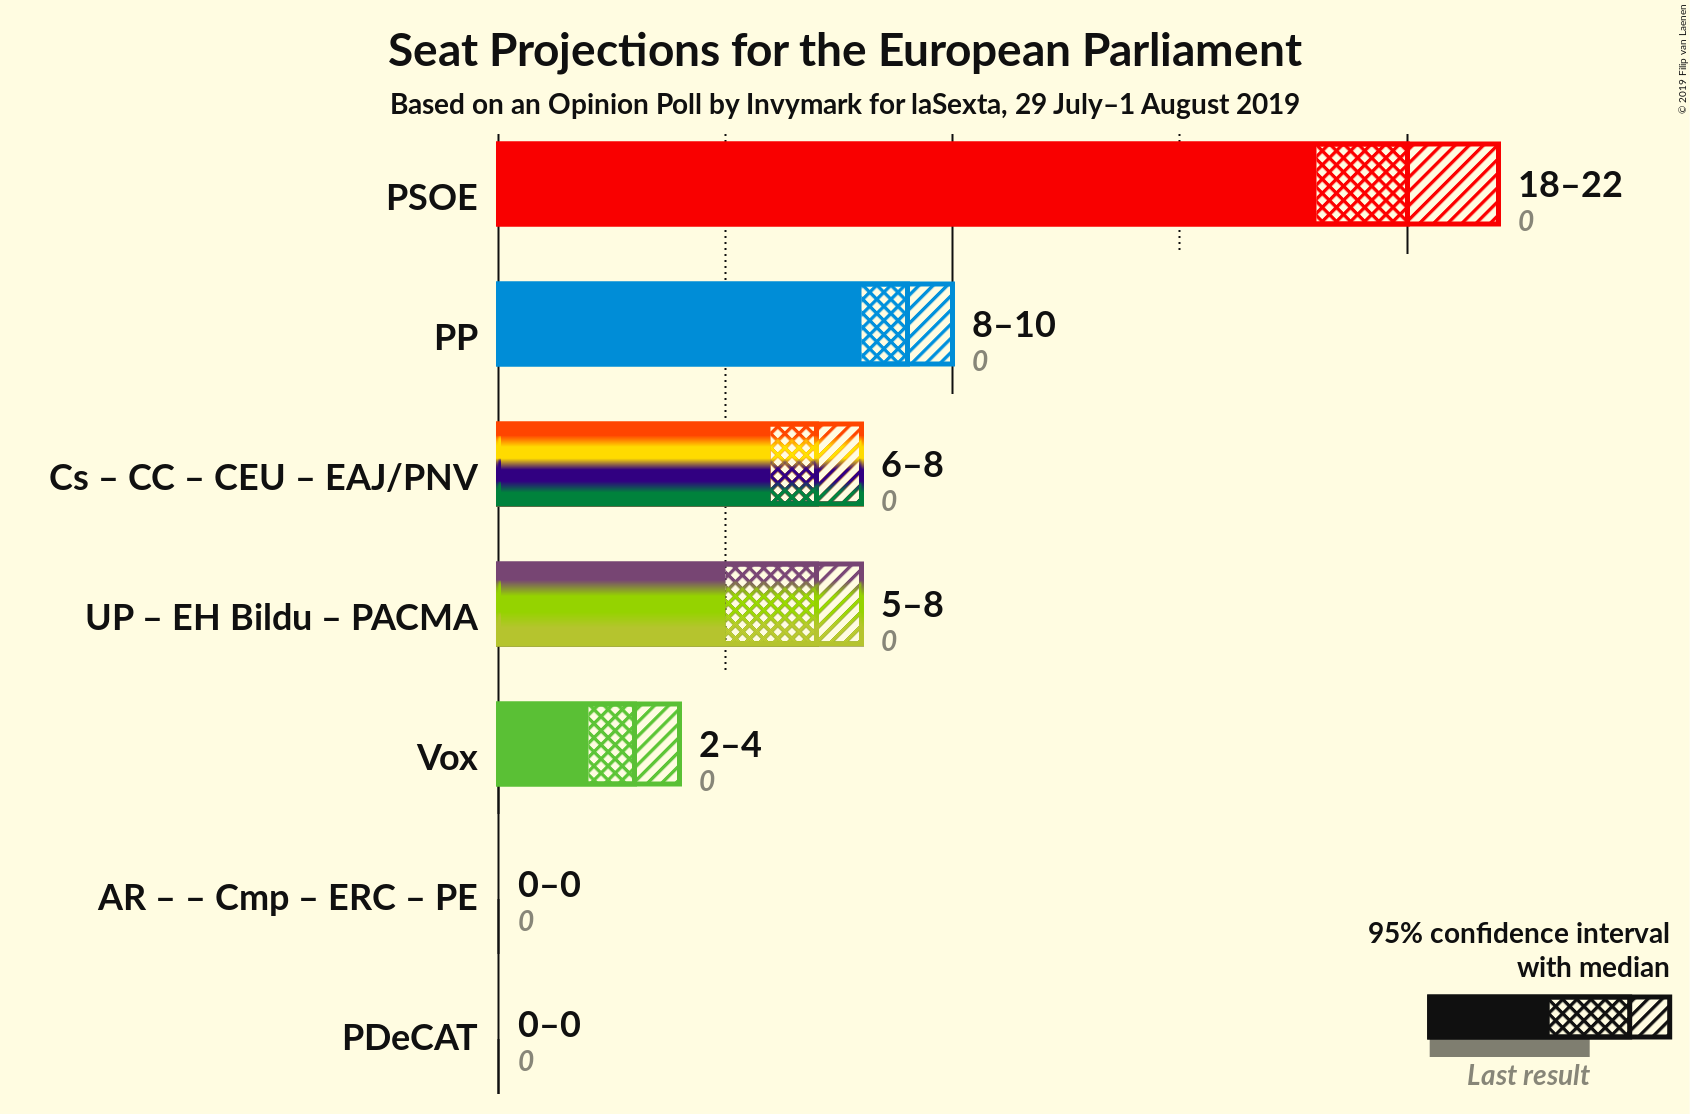 Seat Projections for the European Parliament
Based on an Opinion Poll by Invymark for laSexta, 29 July–1 August 2019
© 2019 Filip van Laenen
PSOE
18–22
0
PP
8–10
0
Cs – CC – CEU – EAJ/PNV
6–8
0
UP – EH Bildu – PACMA
5–8
0
Vox
2–4
0
AR – – Cmp – ERC – PE
0–0
0
PDeCAT
0–0
0
95% confidence interval
with median
Last result